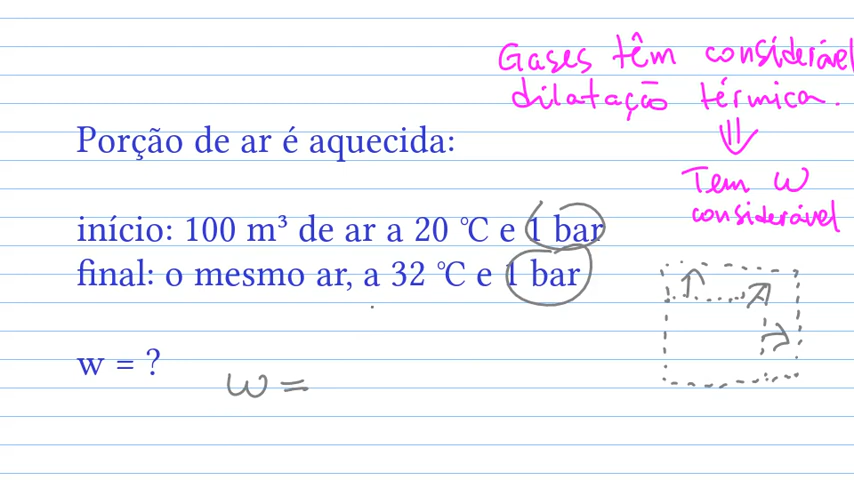 Gases têm considerável
dilatação térmica.
Porção de ar é aquecida:
Tem W
considerável
início: 100 m³ de ar a 20 °C e 1 bar
final: o mesmo ar, a 32 °C e 1 bar
w = ?
w =